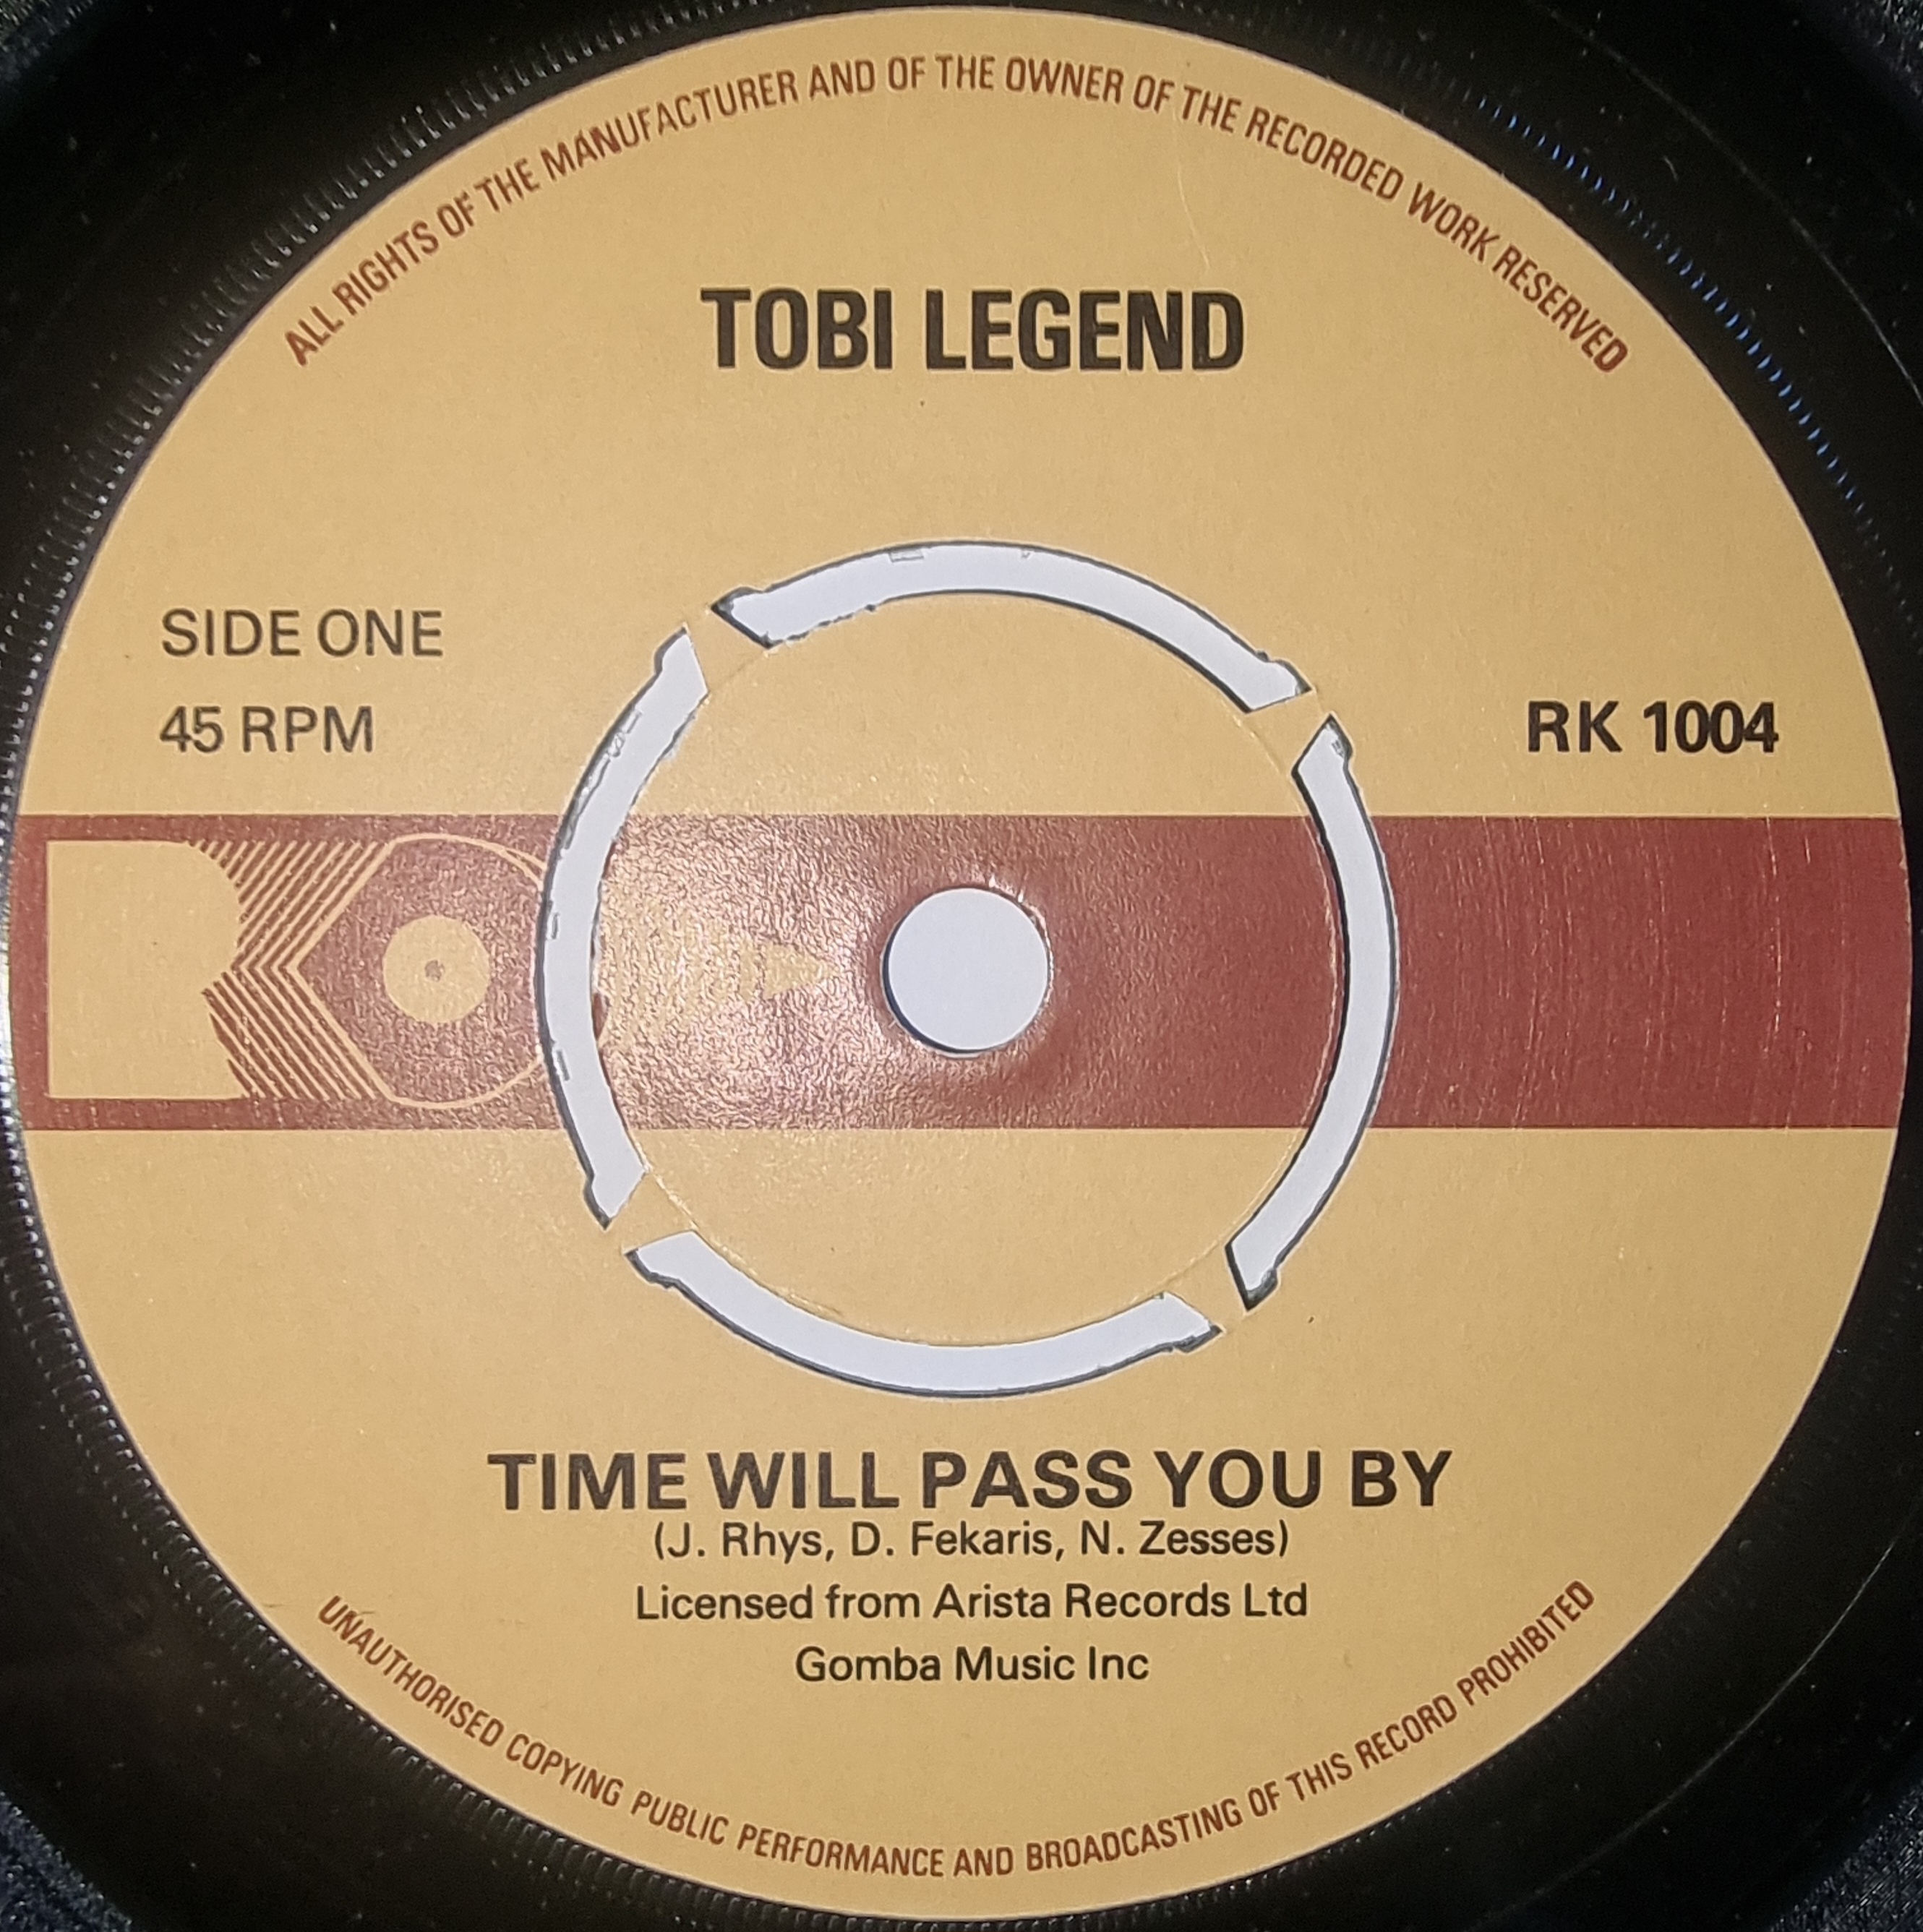 ALL RIGHTS OF THE MANUFACTURER AND OF THE OWNER OF THE RECORDED WORK RESERVED
TOBI LEGEND
SIDE ONE
45 RPM
RK 1004
TIME WILL PASS YOU BY
(J. Rhys, D. Fekaris, N. Zesses)
Licensed from Arista Records Ltd
Gomba Music Inc
UNAUTHORISED COPYING PUBLIC PERFORMANCE AND BROADCASTING OF THIS RECORD PROHIBITED